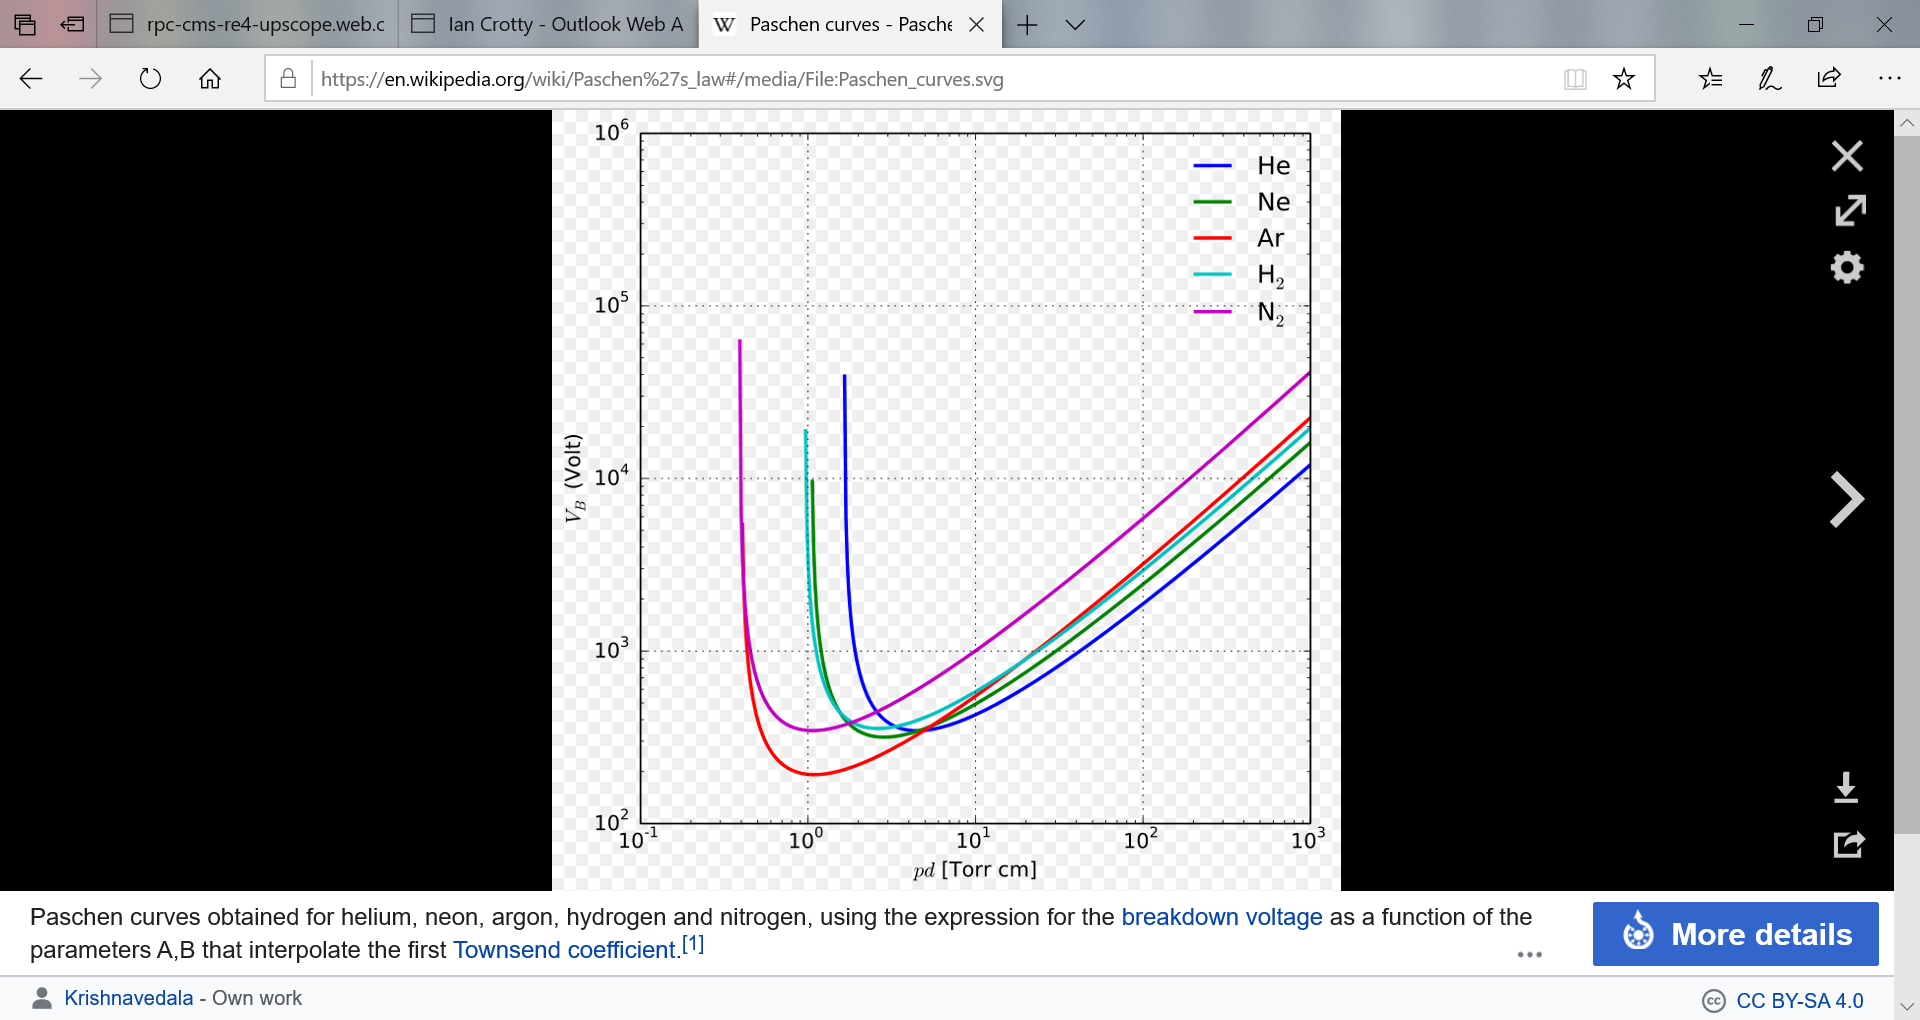 rpc-cms-re4-upscope.web.c
Ian Crotty - Outlook Web A
W Paschen curves - Pasche
https://en.wikipedia.org/wiki/Paschen%27s_law#/media/File:Paschen_curves.svg
10^6
He
Ne
Ar
H₂
10^5
N₂
V_B (Volt)
10^4
10^3
10^2
10^-1 10^0 10^1 10^2 10^3
pd [Torr cm]
Paschen curves obtained for helium, neon, argon, hydrogen and nitrogen, using the expression for the breakdown voltage as a function of the
parameters A,B that interpolate the first Townsend coefficient.[1]
More details
Krishnavedala - Own work
cc CC BY-SA 4.0